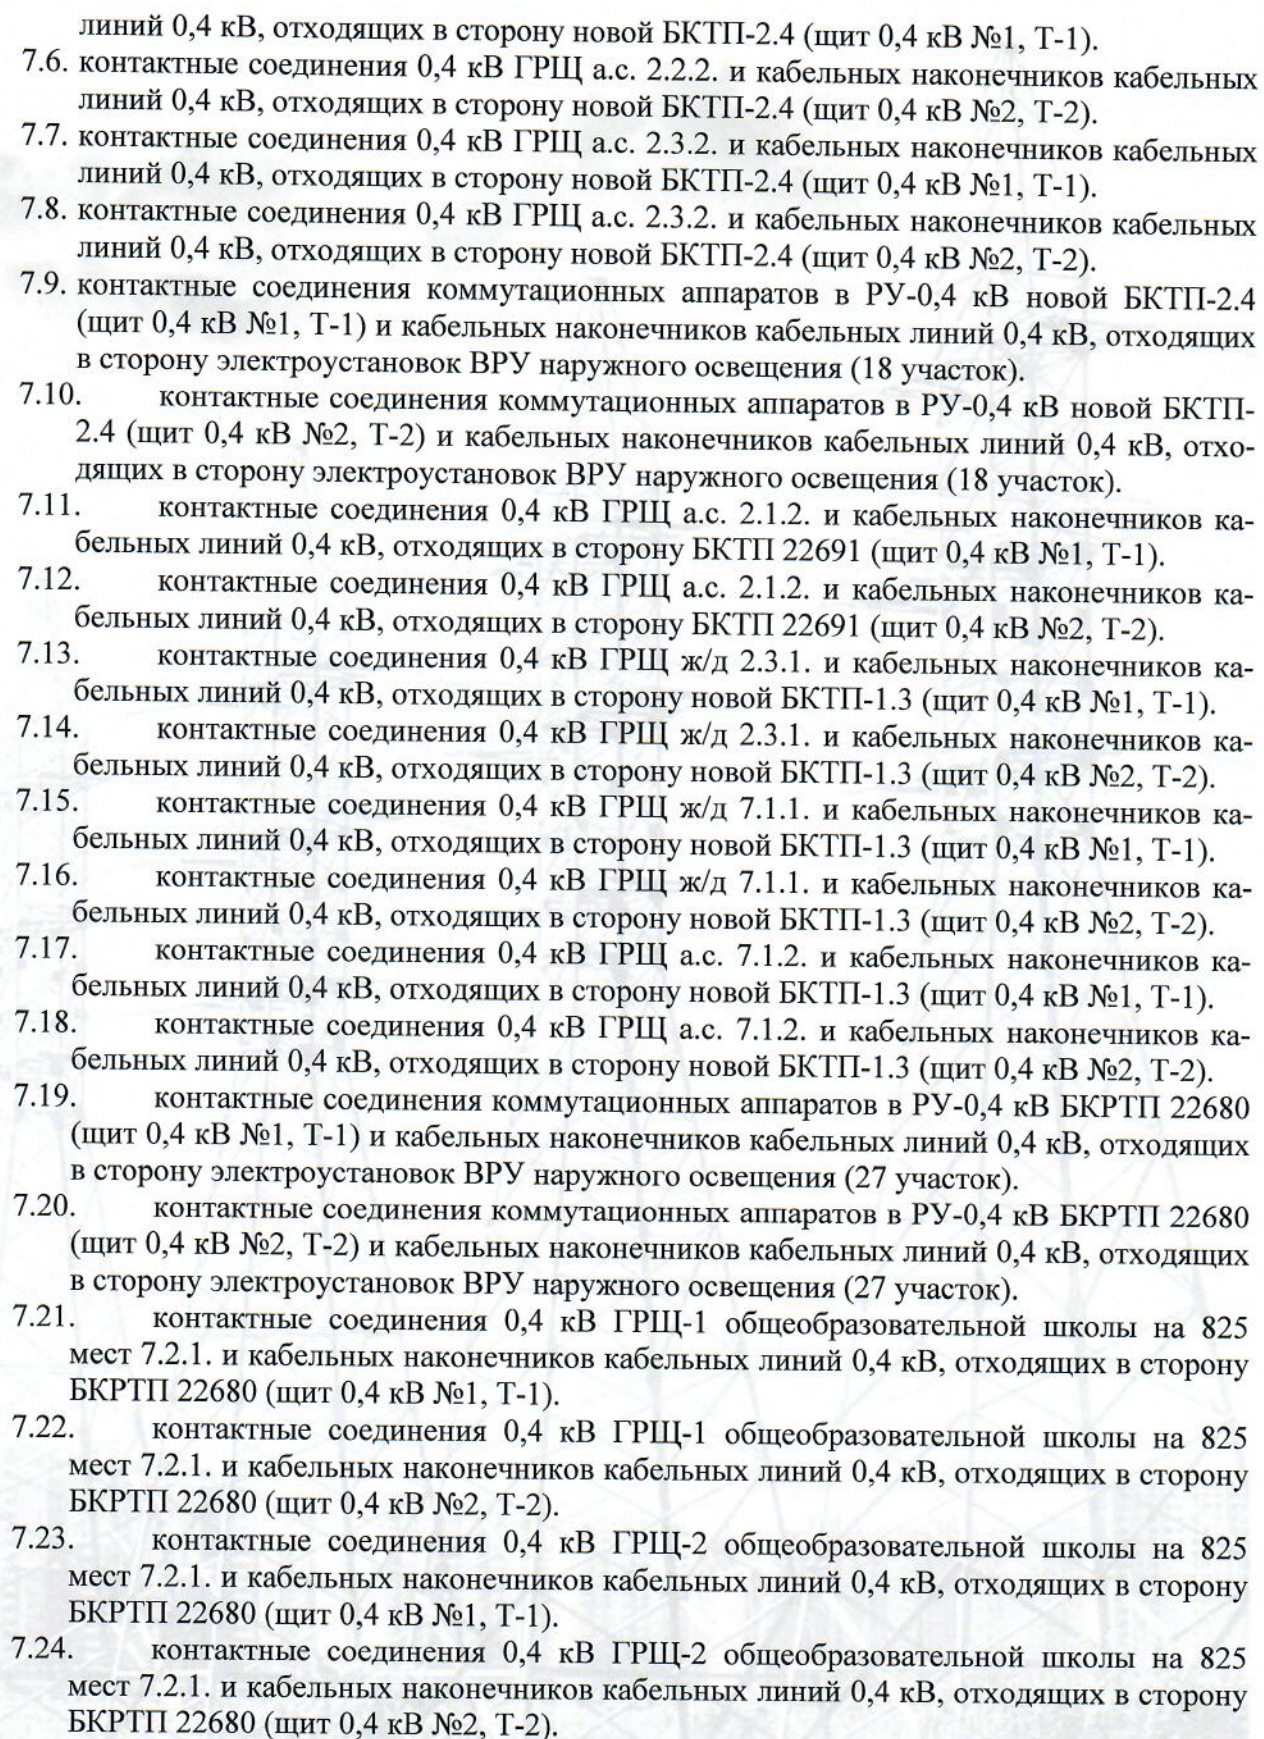 линий 0,4 кВ, отходящих в сторону новой БКТП-2.4 (щит 0,4 кВ №1, Т-1).
7.6. контактные соединения 0,4 кВ ГРЩ а.с. 2.2.2. и кабельных наконечников кабельных
линий 0,4 кВ, отходящих в сторону новой БКТП-2.4 (щит 0,4 кВ №2, Т-2).
7.7. контактные соединения 0,4 кВ ГРЩ а.с. 2.3.2. и кабельных наконечников кабельных
линий 0,4 кВ, отходящих в сторону новой БКТП-2.4 (щит 0,4 кВ №1, Т-1).
7.8. контактные соединения 0,4 кВ ГРЩ а.с. 2.3.2. и кабельных наконечников кабельных
линий 0,4 кВ, отходящих в сторону новой БКТП-2.4 (щит 0,4 кВ №2, Т-2).
7.9. контактные соединения коммутационных аппаратов в РУ-0,4 кВ новой БКТП-2.4
(щит 0,4 кВ №1, Т-1) и кабельных наконечников кабельных линий 0,4 кВ, отходящих
в сторону электроустановок ВРУ наружного освещения (18 участок).
7.10. контактные соединения коммутационных аппаратов в РУ-0,4 кВ новой БКТП-
2.4 (щит 0,4 кВ №2, Т-2) и кабельных наконечников кабельных линий 0,4 кВ, отхо-
дящих в сторону электроустановок ВРУ наружного освещения (18 участок).
7.11. контактные соединения 0,4 кВ ГРЩ а.с. 2.1.2. и кабельных наконечников ка-
бельных линий 0,4 кВ, отходящих в сторону БКТП 22691 (щит 0,4 кВ №1, Т-1).
7.12. контактные соединения 0,4 кВ ГРЩ а.с. 2.1.2. и кабельных наконечников ка-
бельных линий 0,4 кВ, отходящих в сторону БКТП 22691 (щит 0,4 кВ №2, Т-2).
7.13. контактные соединения 0,4 кВ ГРЩ ж/д 2.3.1. и кабельных наконечников ка-
бельных линий 0,4 кВ, отходящих в сторону новой БКТП-1.3 (щит 0,4 кВ №1, Т-1).
7.14. контактные соединения 0,4 кВ ГРЩ ж/д 2.3.1. и кабельных наконечников ка-
бельных линий 0,4 кВ, отходящих в сторону новой БКТП-1.3 (щит 0,4 кВ №2, Т-2).
7.15. контактные соединения 0,4 кВ ГРЩ ж/д 7.1.1. и кабельных наконечников ка-
бельных линий 0,4 кВ, отходящих в сторону новой БКТП-1.3 (щит 0,4 кВ №1, Т-1).
7.16. контактные соединения 0,4 кВ ГРЩ ж/д 7.1.1. и кабельных наконечников ка-
бельных линий 0,4 кВ, отходящих в сторону новой БКТП-1.3 (щит 0,4 кВ №2, Т-2).
7.17. контактные соединения 0,4 кВ ГРЩ а.с. 7.1.2. и кабельных наконечников ка-
бельных линий 0,4 кВ, отходящих в сторону новой БКТП-1.3 (щит 0,4 кВ №1, Т-1).
7.18. контактные соединения 0,4 кВ ГРЩ а.с. 7.1.2. и кабельных наконечников ка-
бельных линий 0,4 кВ, отходящих в сторону новой БКТП-1.3 (щит 0,4 кВ №2, Т-2).
7.19. контактные соединения коммутационных аппаратов в РУ-0,4 кВ БКРТП 22680
(щит 0,4 кВ №1, Т-1) и кабельных наконечников кабельных линий 0,4 кВ, отходящих
в сторону электроустановок ВРУ наружного освещения (27 участок).
7.20. контактные соединения коммутационных аппаратов в РУ-0,4 кВ БКРТП 22680
(щит 0,4 кВ №2, Т-2) и кабельных наконечников кабельных линий 0,4 кВ, отходящих
в сторону электроустановок ВРУ наружного освещения (27 участок).
7.21. контактные соединения 0,4 кВ ГРЩ-1 общеобразовательной школы на 825
мест 7.2.1. и кабельных наконечников кабельных линий 0,4 кВ, отходящих в сторону
БКРТП 22680 (щит 0,4 кВ №1, Т-1).
7.22. контактные соединения 0,4 кВ ГРЩ-1 общеобразовательной школы на 825
мест 7.2.1. и кабельных наконечников кабельных линий 0,4 кВ, отходящих в сторону
БКРТП 22680 (щит 0,4 кВ №2, Т-2).
7.23. контактные соединения 0,4 кВ ГРЩ-2 общеобразовательной школы на 825
мест 7.2.1. и кабельных наконечников кабельных линий 0,4 кВ, отходящих в сторону
БКРТП 22680 (щит 0,4 кВ №1, Т-1).
7.24. контактные соединения 0,4 кВ ГРЩ-2 общеобразовательной школы на 825
мест 7.2.1. и кабельных наконечников кабельных линий 0,4 кВ, отходящих в сторону
БКРТП 22680 (щит 0,4 кВ №2, Т-2).